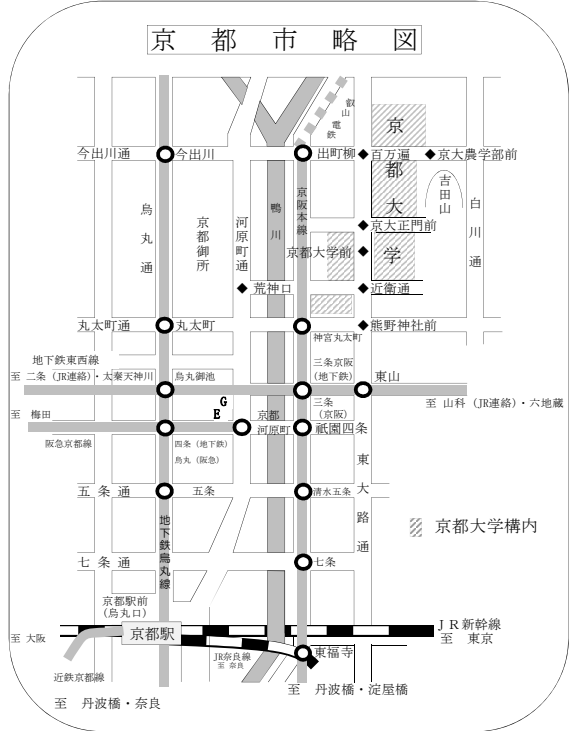 京都市略図
叡山電鉄
京都大学
今出川通
今出川
出町柳
◆百万遍
◆京大農学部前
吉田山
白川通
烏丸通
京都御所
河原町通
鴨川
京阪本線
◆京大正門前
京都大学前◆
◆荒神口
◆近衛通
丸太町通
丸太町
◆熊野神社前
神宮丸太町
地下鉄東西線
三条京阪
(地下鉄)
至 二条(JR連絡)・太秦天神川
烏丸御池
東山
至 山科(JR連絡)・六地蔵
三条
(京阪)
G
E
至 梅田
京都
河原町
祇園四条
阪急京都線
四条(地下鉄)
烏丸(阪急)
東大路通
五条通
五条
清水五条
地下鉄烏丸線
京都大学構内
七条通
七条
京都駅前
(烏丸口)
京都駅
JR新幹線
至 東京
至 大阪
JR奈良線
至 奈良
東福寺
近鉄京都線
至 丹波橋・奈良
至 丹波橋・淀屋橋